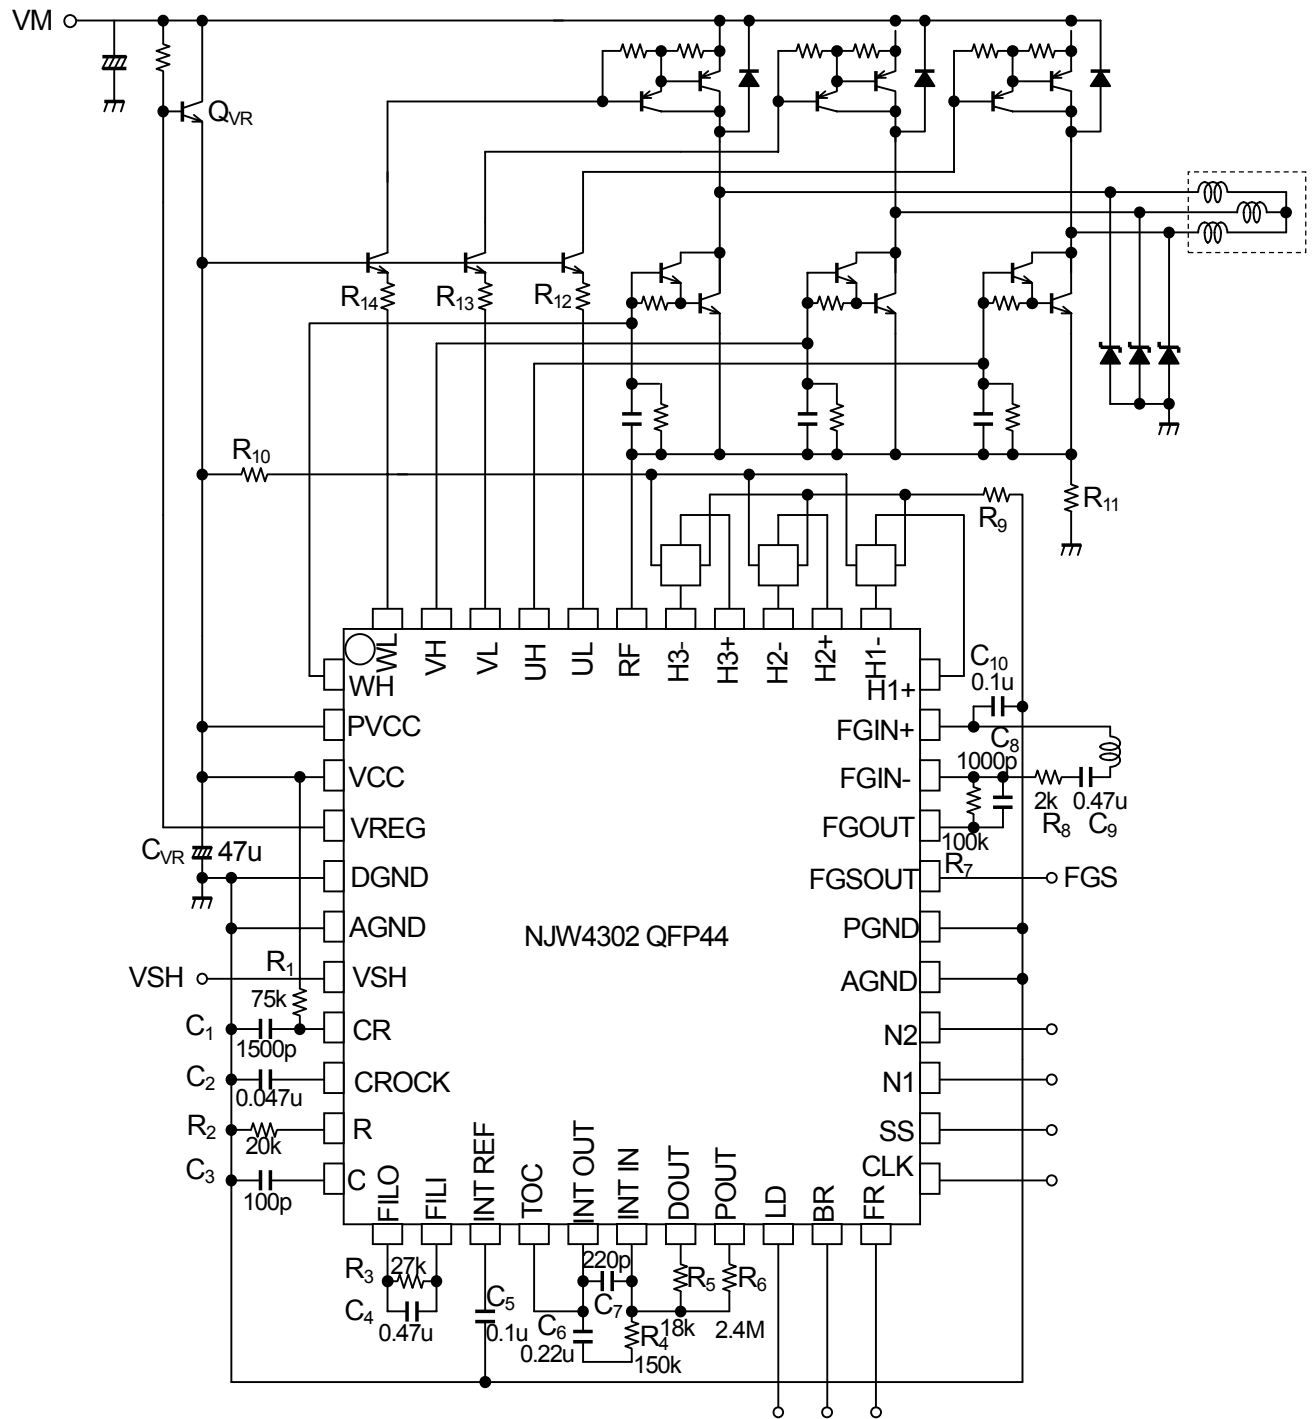 VM
QVR
R14
R13
R12
R10
R9
R11
WL
VH
VL
UH
UL
RF
H3-
H3+
H2-
H2+
H1-
WH
H1+
C10
0.1u
PVCC
FGIN+
C8
1000p
VCC
FGIN-
2k
R8
0.47u
C9
VREG
FGOUT
100k
R7
CVR
47u
DGND
FGSOUT
FGS
AGND
NJW4302 QFP44
PGND
R1
VSH
VSH
AGND
75k
C1
1500p
CR
N2
C2
0.047u
CROCK
N1
R2
20k
R
SS
C3
100p
C
CLK
FILO
FILI
INT REF
TOC
INT OUT
INT IN
DOUT
POUT
LD
BR
FR
R3
27k
220p
C7
R5
R6
C4
0.47u
C5
0.1u
C6
0.22u
R4
150k
18k
2.4M